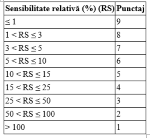 Sensibilitate relativă (%) (RS) Punctaj
≤ 1 9
1 < RS ≤ 3 8
3 < RS ≤ 5 7
5 < RS ≤ 10 6
10 < RS ≤ 15 5
15 < RS ≤ 25 4
25 < RS ≤ 50 3
50 < RS ≤ 100 2
> 100 1